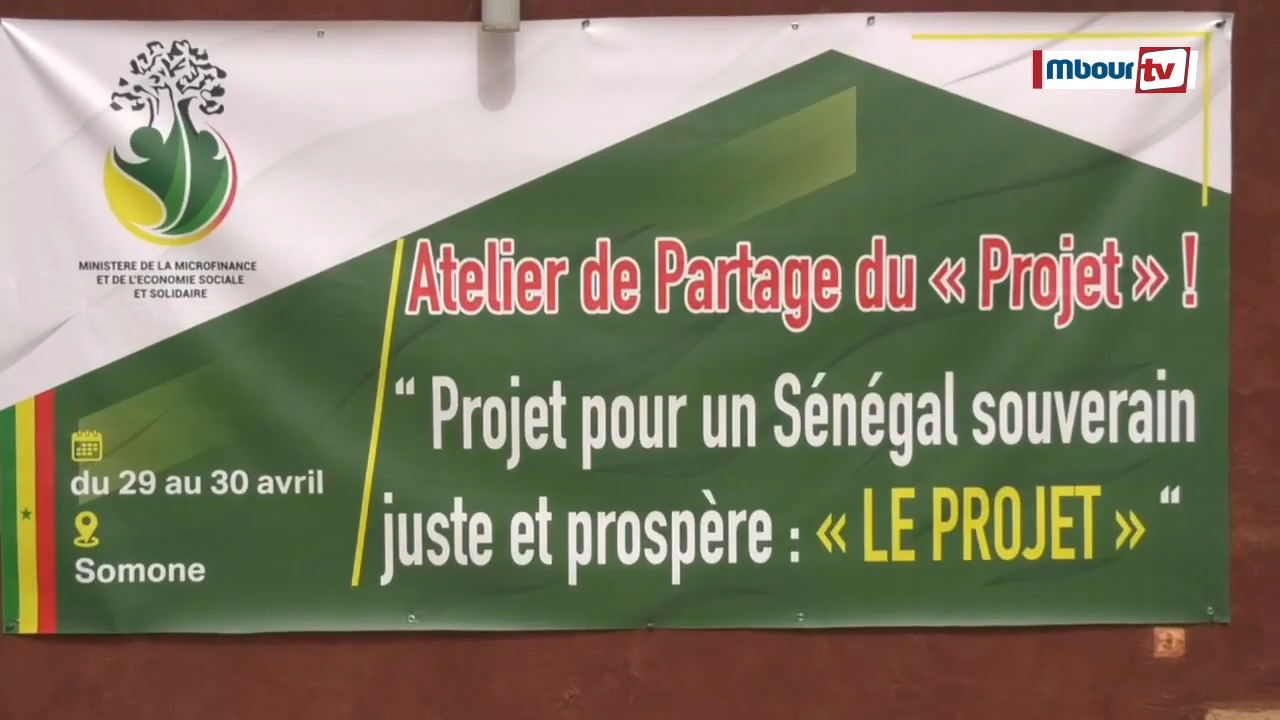 Mbour tv
MINISTERE DE LA MICROFINANCE
ET DE L'ECONOMIE SOCIALE
ET SOLIDAIRE
Atelier de Partage du « Projet » !
“ Projet pour un Sénégal souverain
juste et prospère : « LE PROJET » “
du 29 au 30 avril
Somone